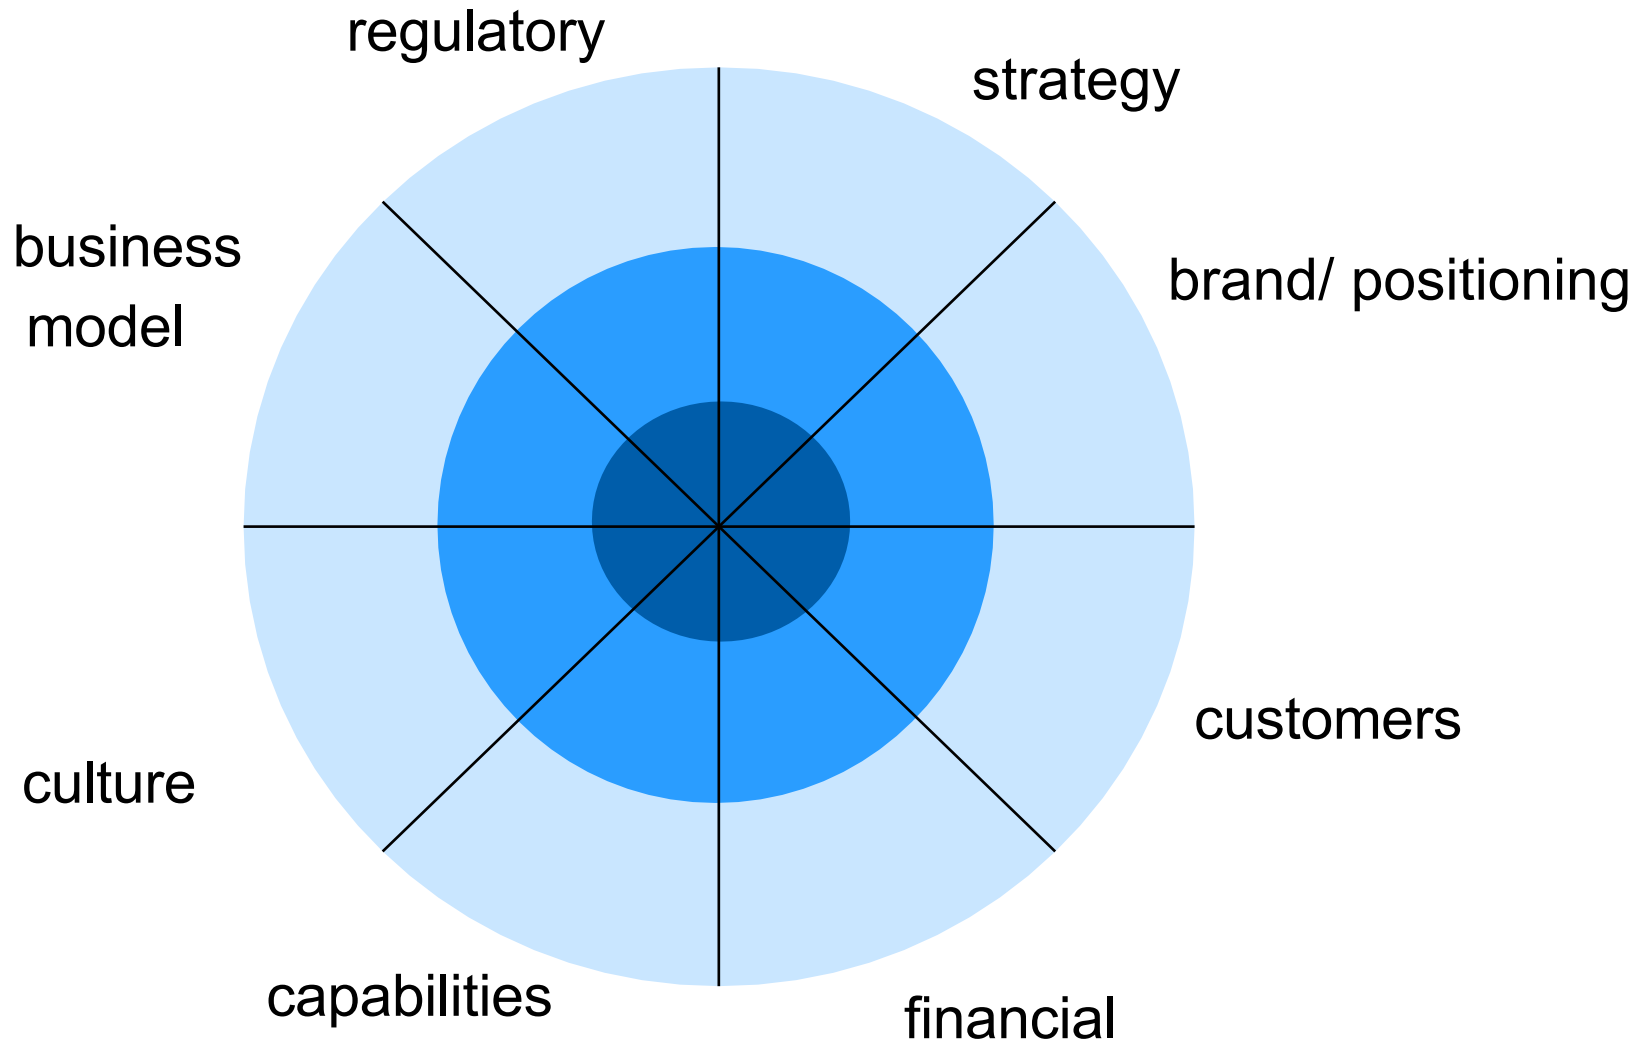 regulatory
strategy
business
model
brand/ positioning
customers
culture
capabilities
financial